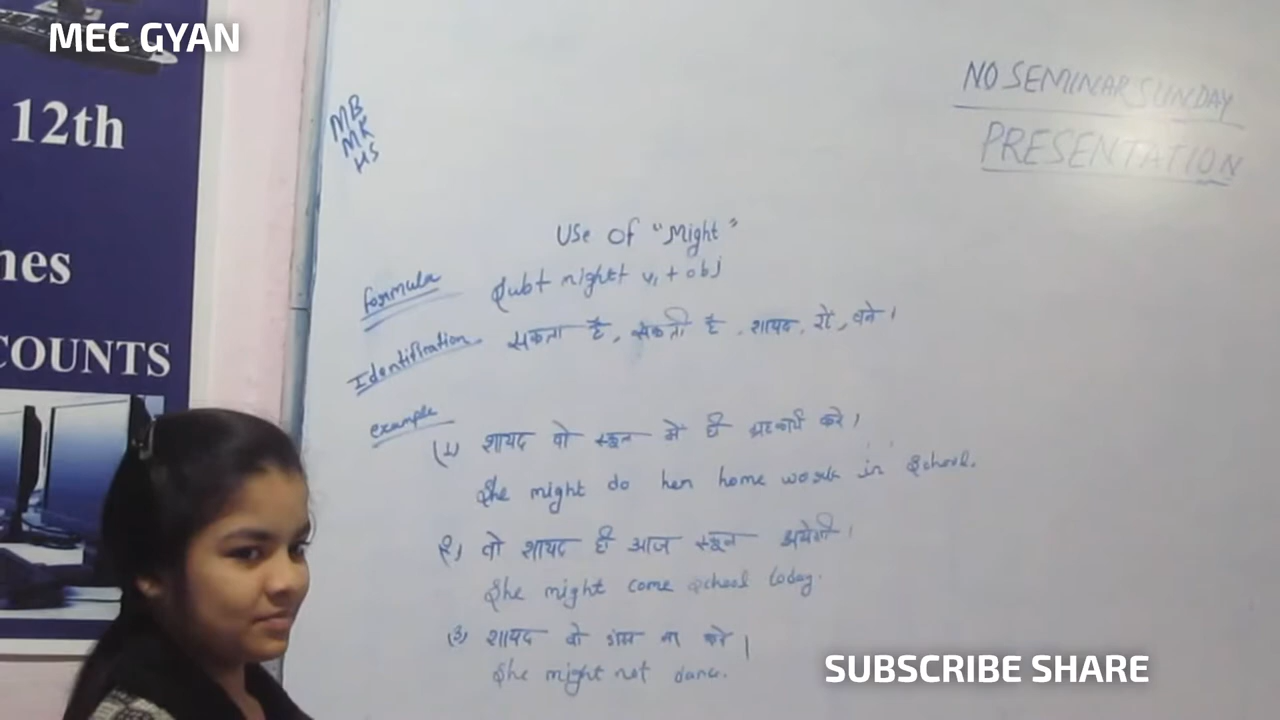 MEC GYAN
12th
nes
COUNTS
MB
MK
HS
NO SEMINAR SUNDAY
PRESENTATION
Use of "Might"
formula Subt might v1 + obj
Identification सकता है, सकती है, शायद, रो, वने।
example
(1) शायद वो स्कूल में ही ग्रहकार्य करे।
She might do her home work in School.
(2) वो शायद ही आज स्कूल आयेगी।
She might come School today.
(3) शायद वो डांस ना करे।
She might not dance.
SUBSCRIBE SHARE